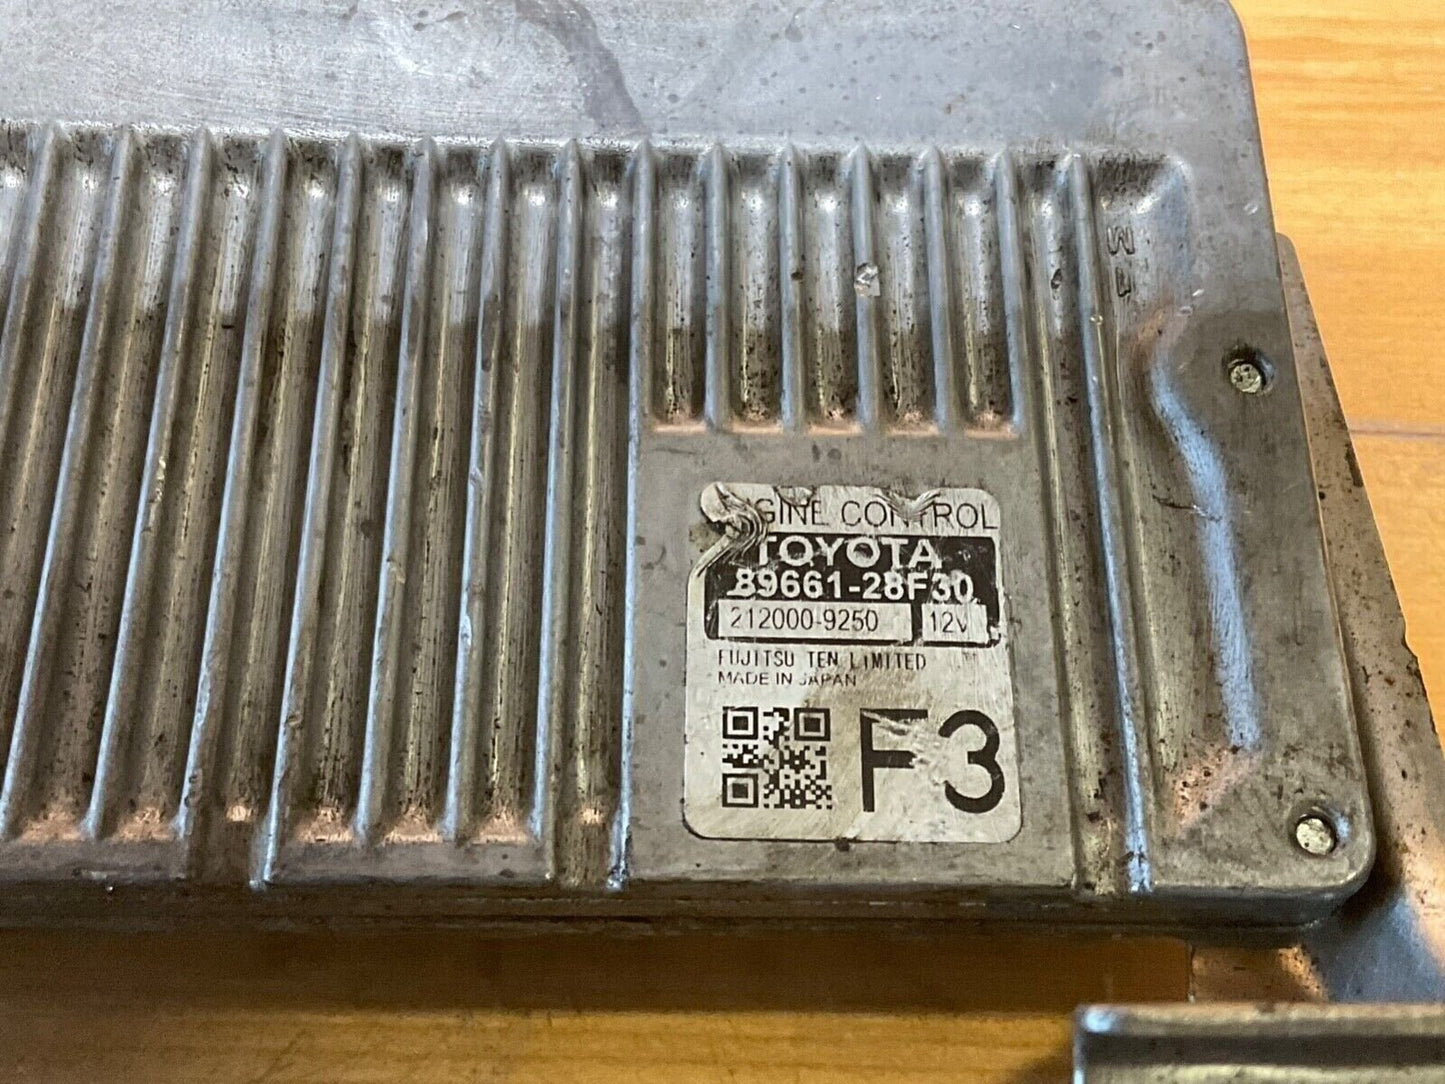 ENGINE CONTROL
TOYOTA
89661-28F30
212000-9250 12V
FUJITSU TEN LIMITED
MADE IN JAPAN
F3